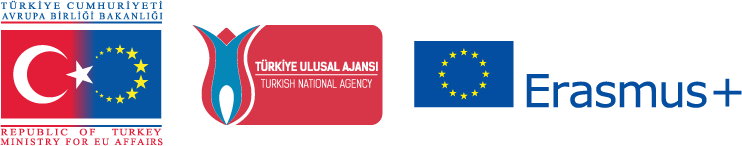 TÜRKİYE CUMHURİYETİ
AVRUPA BİRLİĞİ BAKANLIĞI
REPUBLIC OF TURKEY
MINISTRY FOR EU AFFAIRS
TÜRKİYE ULUSAL AJANSI
TURKISH NATIONAL AGENCY
Erasmus+